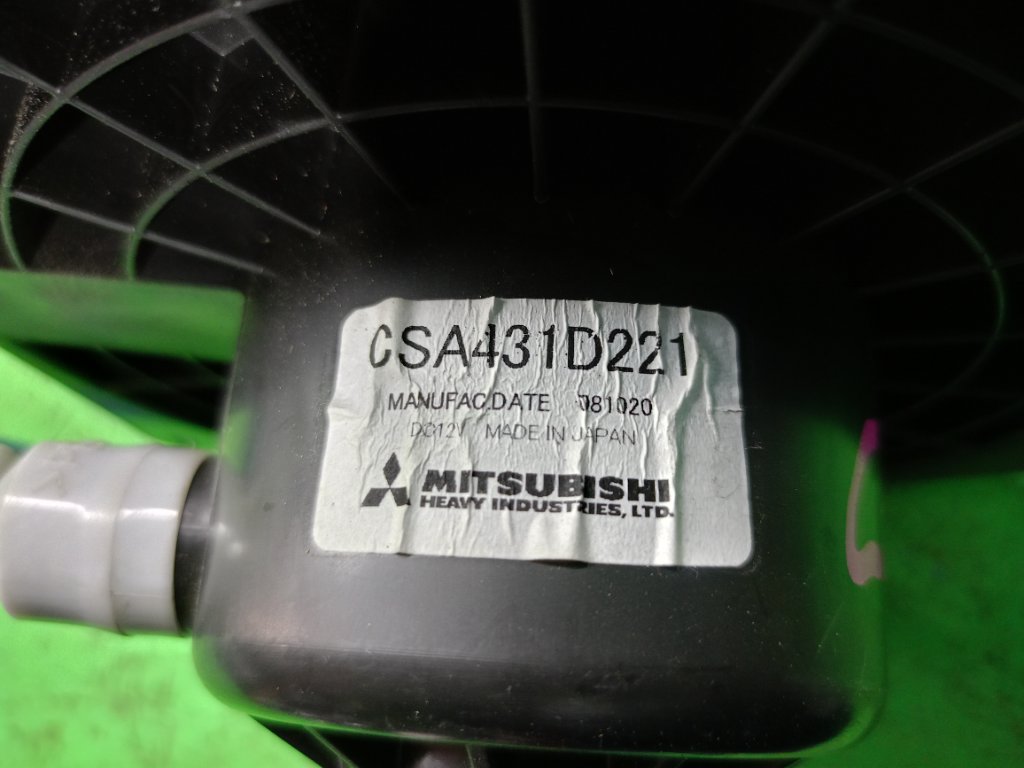 CSA431D221
MANUFAC.DATE 081020
DC12V MADE IN JAPAN
MITSUBISHI
HEAVY INDUSTRIES, LTD.